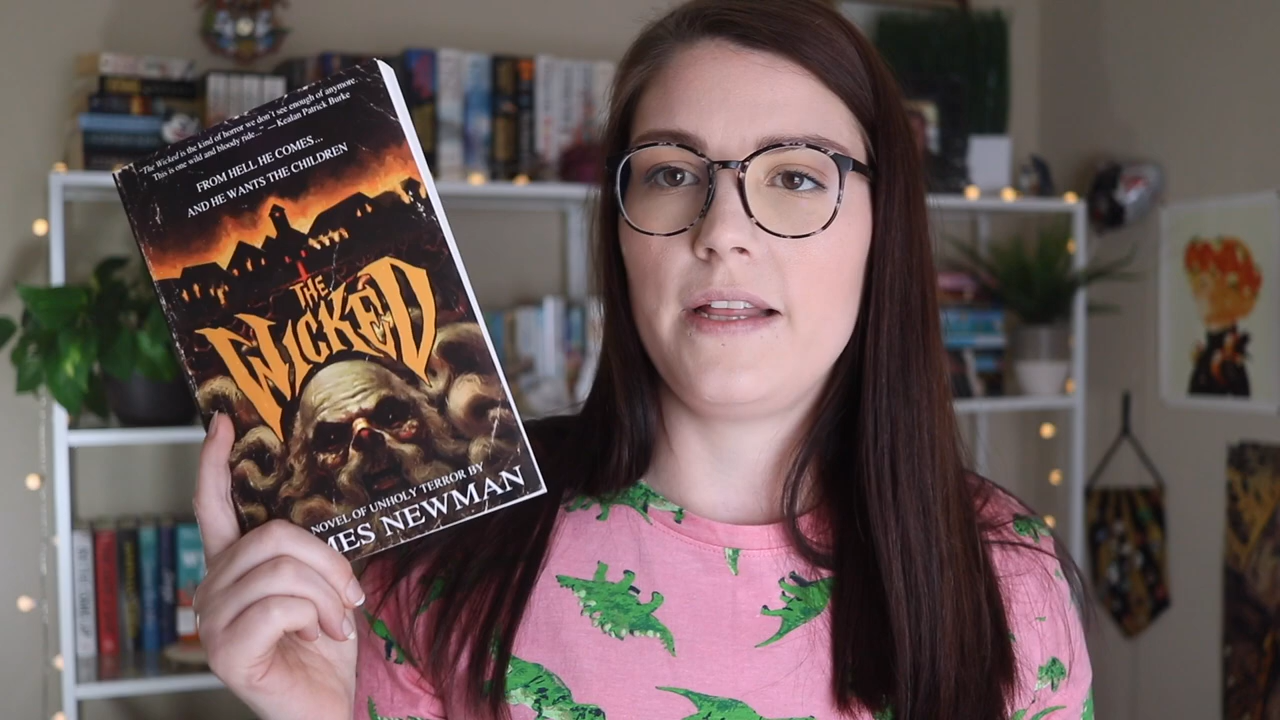 "The Wicked is the kind of horror we don't see enough of anymore.
This is one wild and bloody ride..." — Kealan Patrick Burke
FROM HELL HE COMES...
AND HE WANTS THE CHILDREN
THE
WICKED
NOVEL OF UNHOLY TERROR BY
MES NEWMAN